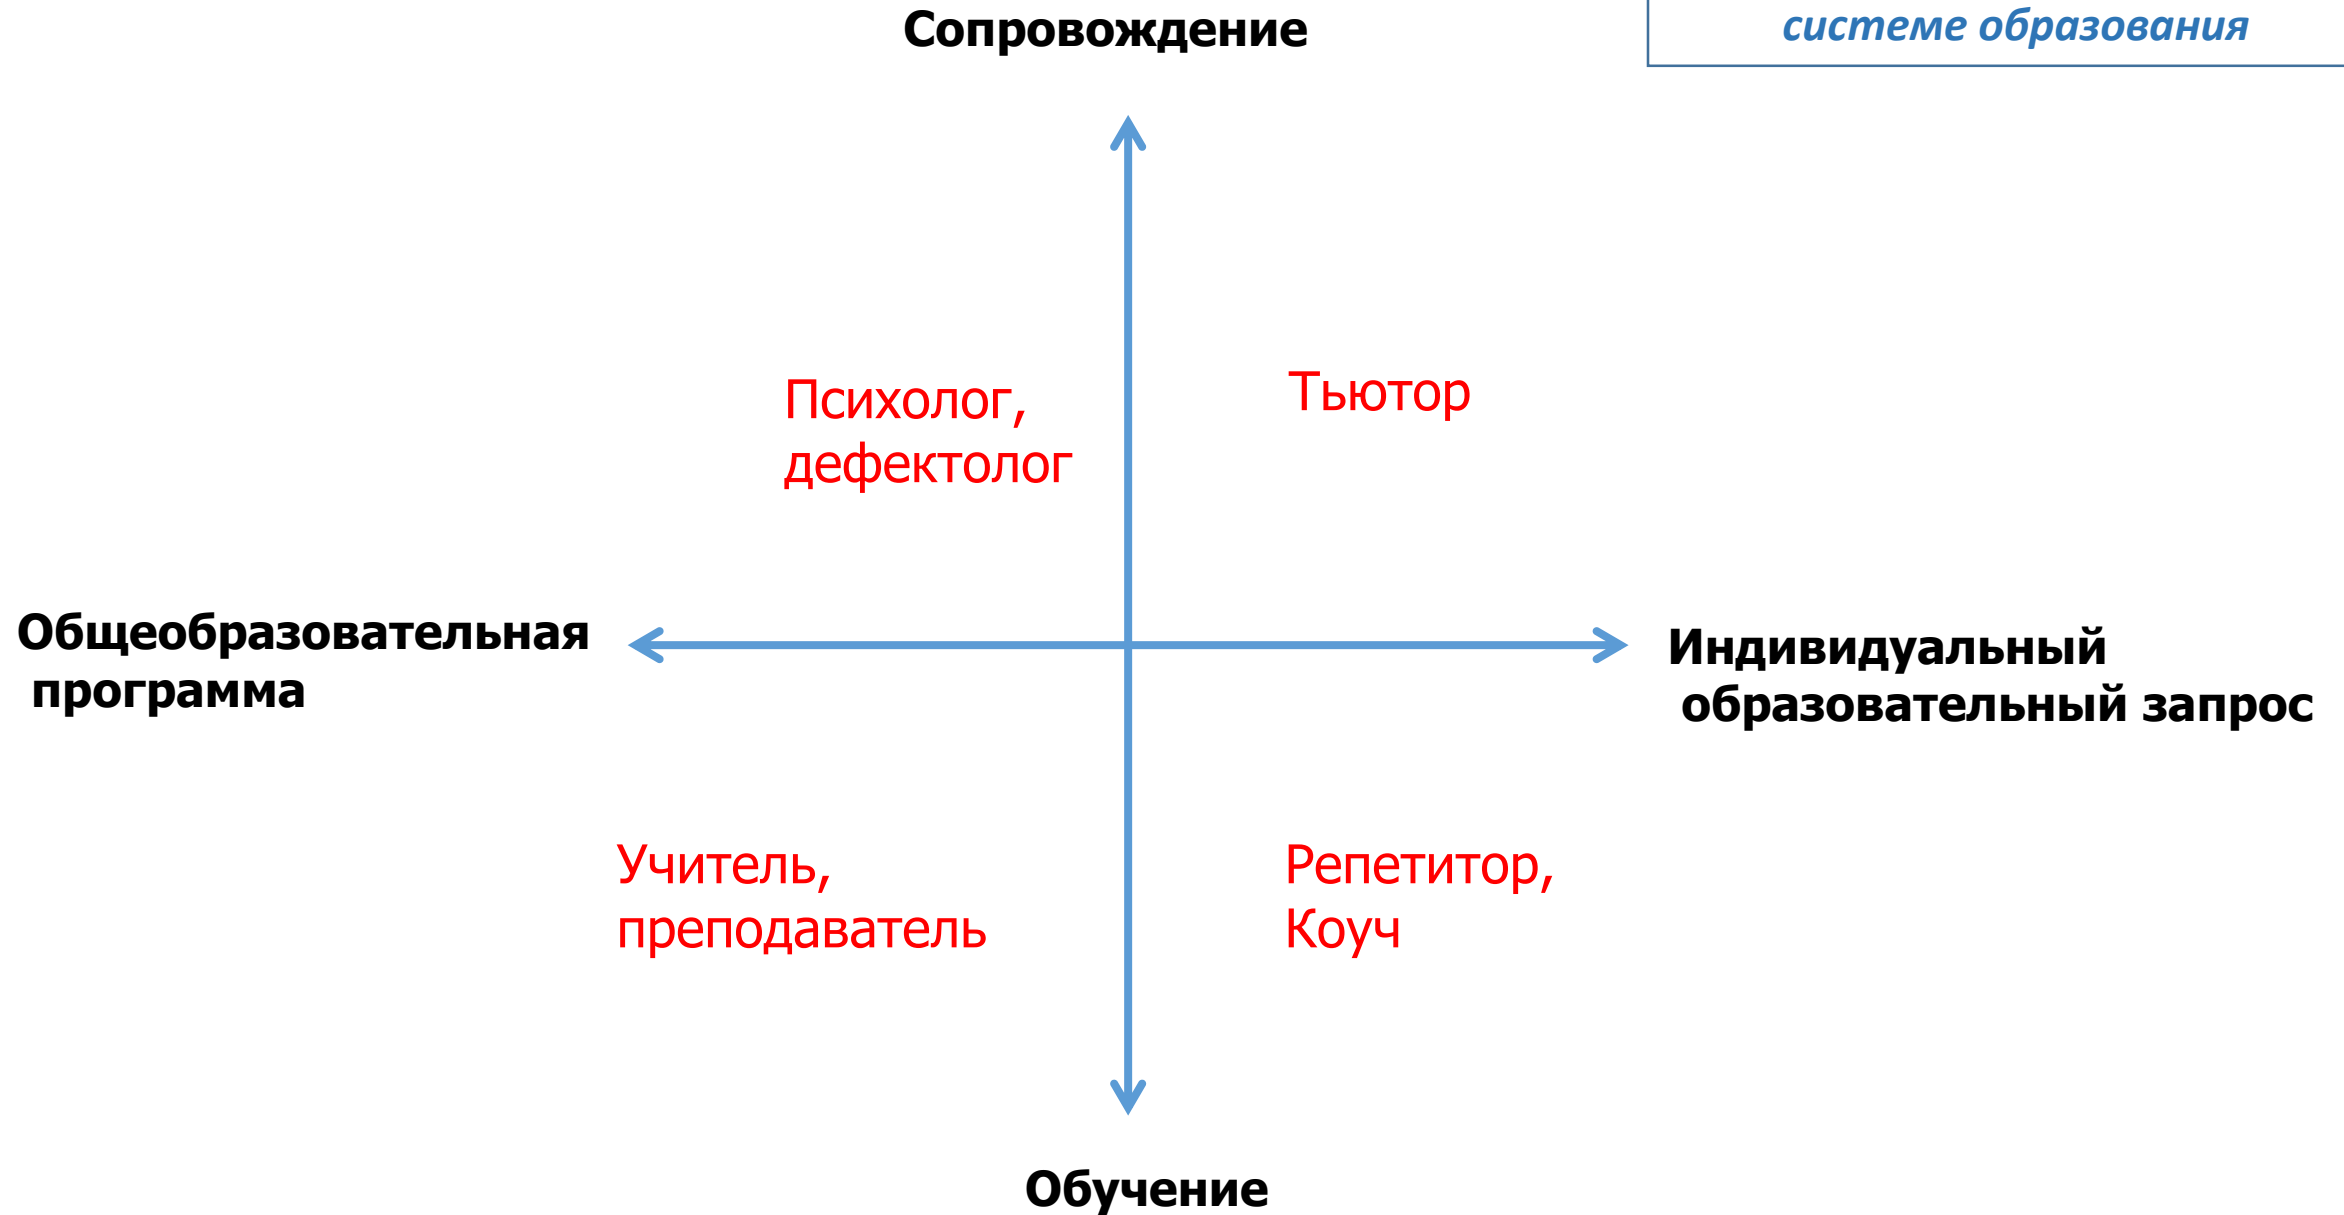 Сопровождение
системе образования
Психолог,
дефектолог
Тьютор
Общеобразовательная
программа
Индивидуальный
образовательный запрос
Учитель,
преподаватель
Репетитор,
Коуч
Обучение